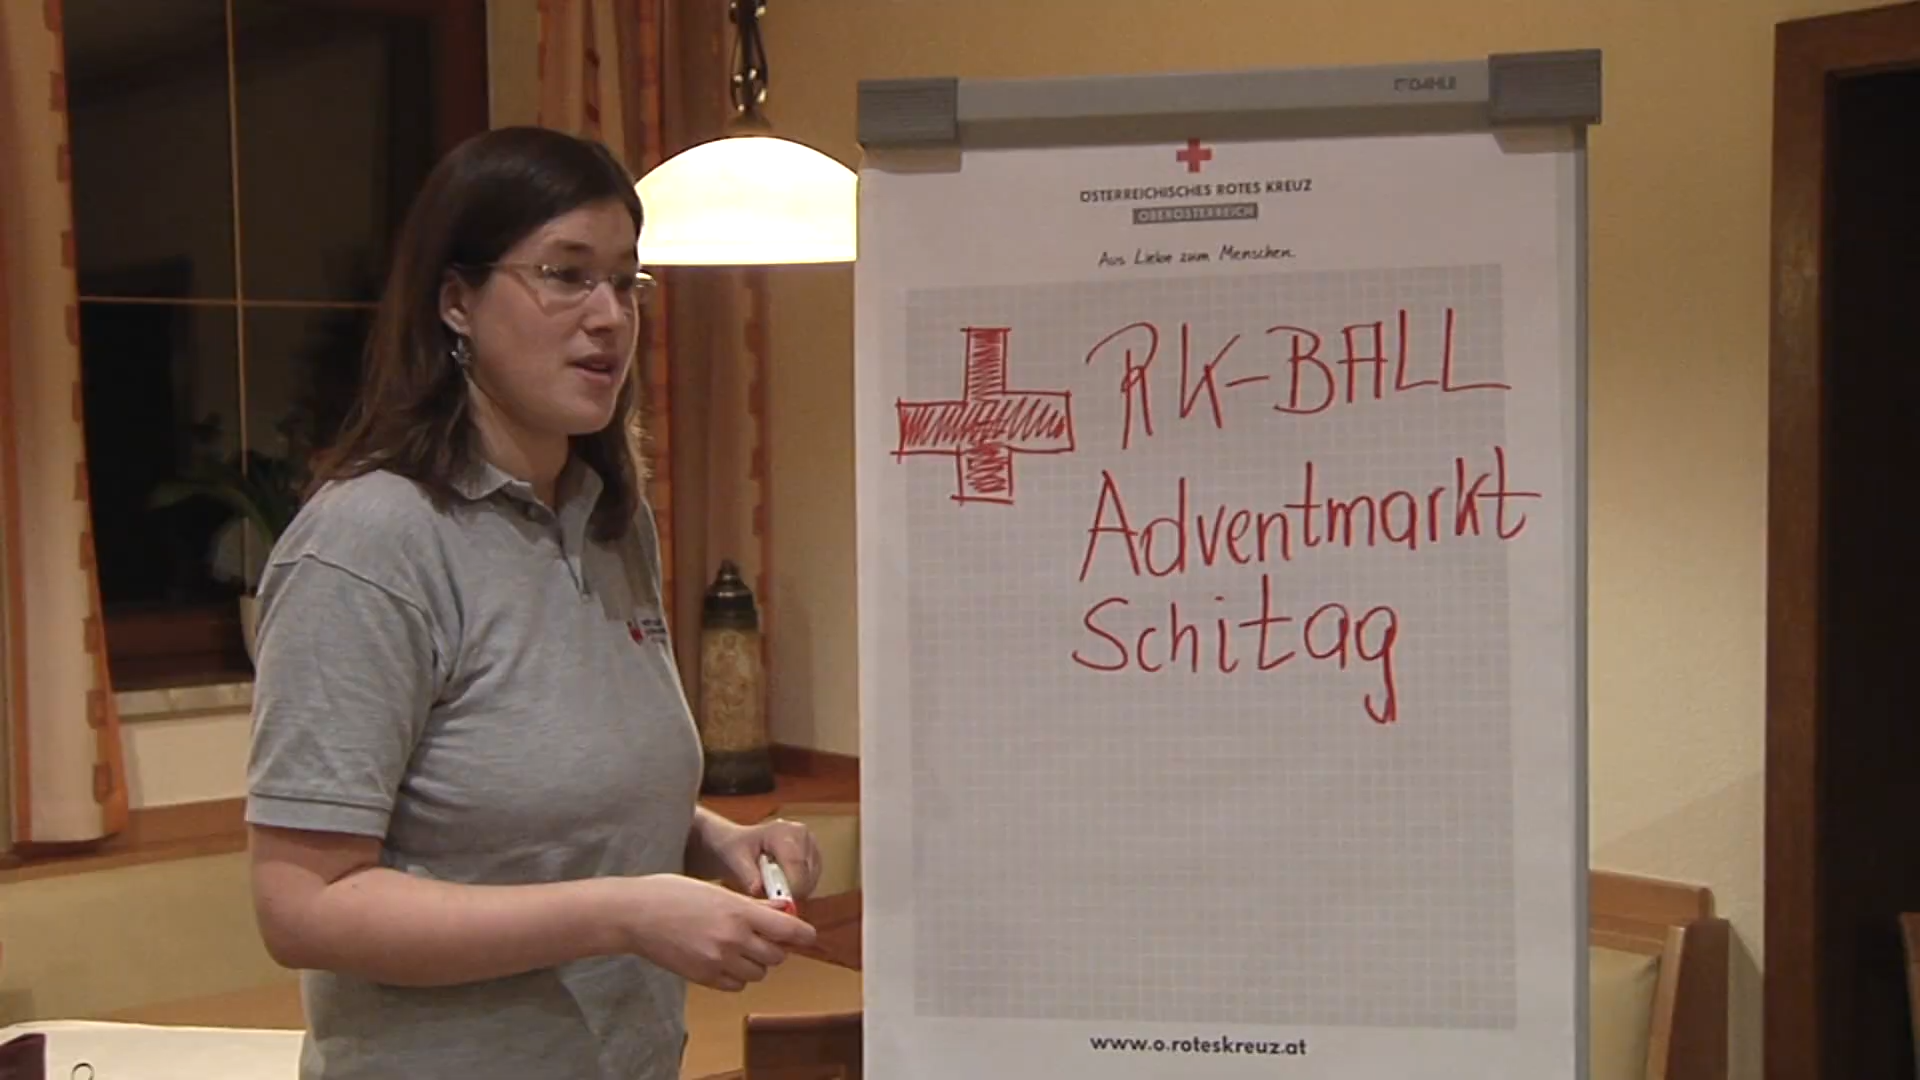 ÖSTERREICHISCHES ROTES KREUZ
OBERÖSTERREICH
Aus Liebe zum Menschen.
RK-BALL
Adventmarkt
Schitag
www.o.roteskreuz.at